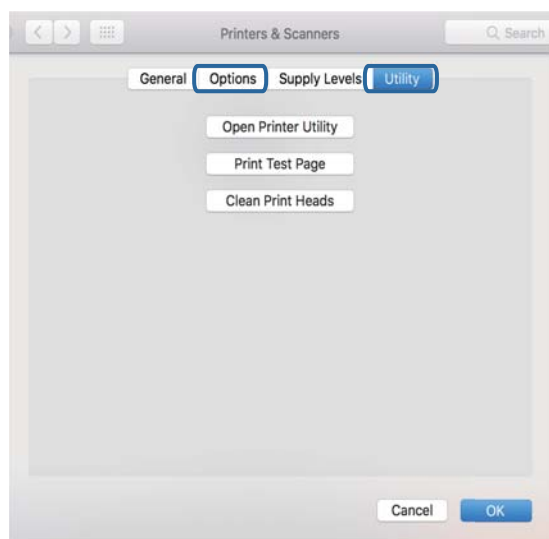 Printers & Scanners
Search
General Options Supply Levels Utility
Open Printer Utility
Print Test Page
Clean Print Heads
Cancel OK